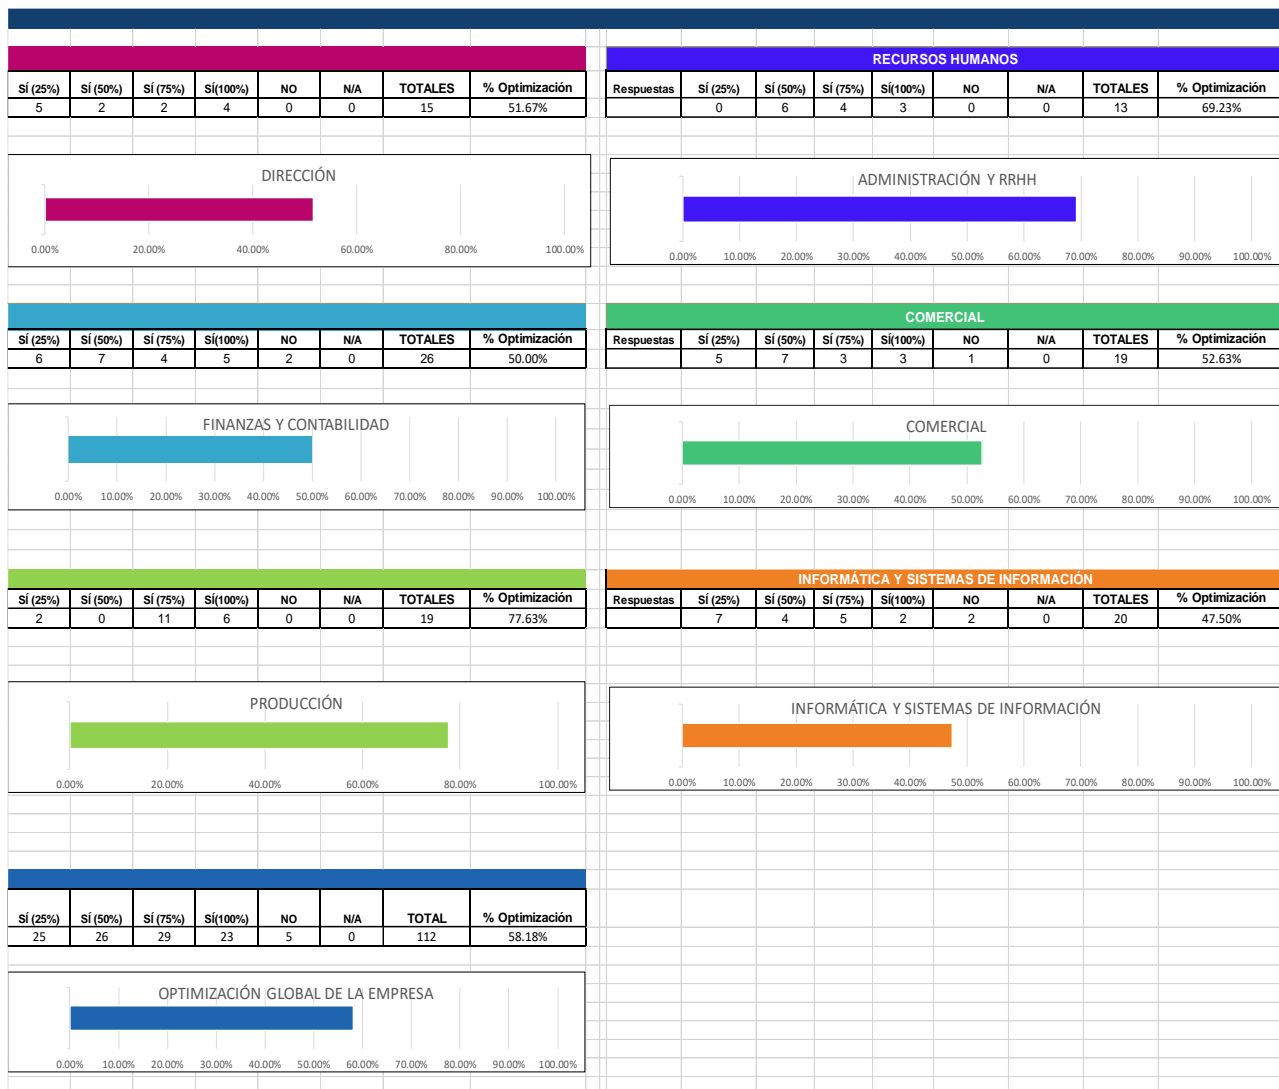 RECURSOS HUMANOS
SÍ (25%) SÍ (50%) SÍ (75%) SÍ(100%) NO N/A TOTALES % Optimización
5 2 2 4 0 0 15 51.67%
Respuestas SÍ (25%) SÍ (50%) SÍ (75%) SÍ(100%) NO N/A TOTALES % Optimización
0 6 4 3 0 0 13 69.23%
DIRECCIÓN
0.00% 20.00% 40.00% 60.00% 80.00% 100.00%
ADMINISTRACIÓN Y RRHH
0.00% 10.00% 20.00% 30.00% 40.00% 50.00% 60.00% 70.00% 80.00% 90.00% 100.00%
COMERCIAL
SÍ (25%) SÍ (50%) SÍ (75%) SÍ(100%) NO N/A TOTALES % Optimización
6 7 4 5 2 0 26 50.00%
Respuestas SÍ (25%) SÍ (50%) SÍ (75%) SÍ(100%) NO N/A TOTALES % Optimización
5 7 3 3 1 0 19 52.63%
FINANZAS Y CONTABILIDAD
0.00% 10.00% 20.00% 30.00% 40.00% 50.00% 60.00% 70.00% 80.00% 90.00% 100.00%
COMERCIAL
0.00% 10.00% 20.00% 30.00% 40.00% 50.00% 60.00% 70.00% 80.00% 90.00% 100.00%
INFORMÁTICA Y SISTEMAS DE INFORMACIÓN
SÍ (25%) SÍ (50%) SÍ (75%) SÍ(100%) NO N/A TOTALES % Optimización
2 0 11 6 0 0 19 77.63%
Respuestas SÍ (25%) SÍ (50%) SÍ (75%) SÍ(100%) NO N/A TOTALES % Optimización
7 4 5 2 2 0 20 47.50%
PRODUCCIÓN
0.00% 20.00% 40.00% 60.00% 80.00% 100.00%
INFORMÁTICA Y SISTEMAS DE INFORMACIÓN
0.00% 10.00% 20.00% 30.00% 40.00% 50.00% 60.00% 70.00% 80.00% 90.00% 100.00%
SÍ (25%) SÍ (50%) SÍ (75%) SÍ(100%) NO N/A TOTAL % Optimización
25 26 29 23 5 0 112 58.18%
OPTIMIZACIÓN GLOBAL DE LA EMPRESA
0.00% 10.00% 20.00% 30.00% 40.00% 50.00% 60.00% 70.00% 80.00% 90.00% 100.00%